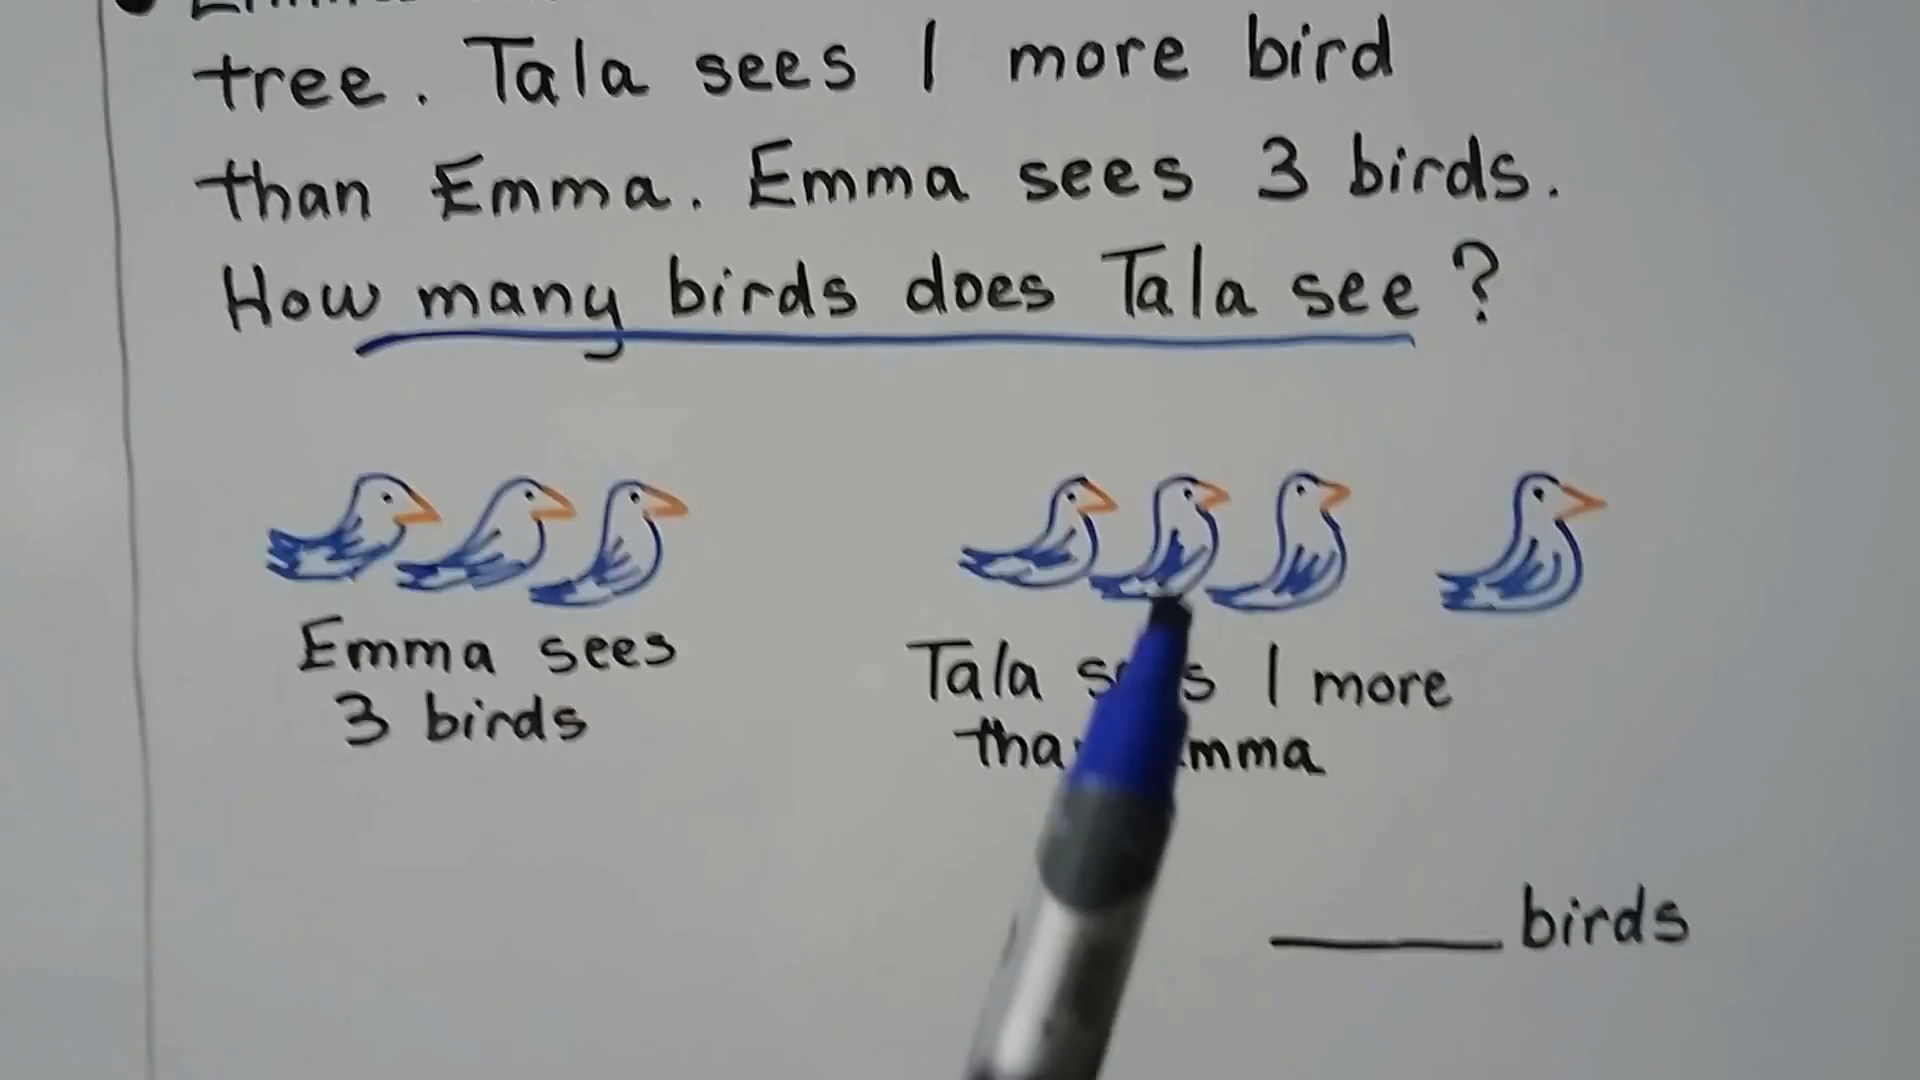 tree. Tala sees 1 more bird
than Emma. Emma sees 3 birds.
How many birds does Tala see?
Emma sees
3 birds
Tala 1 more
birds